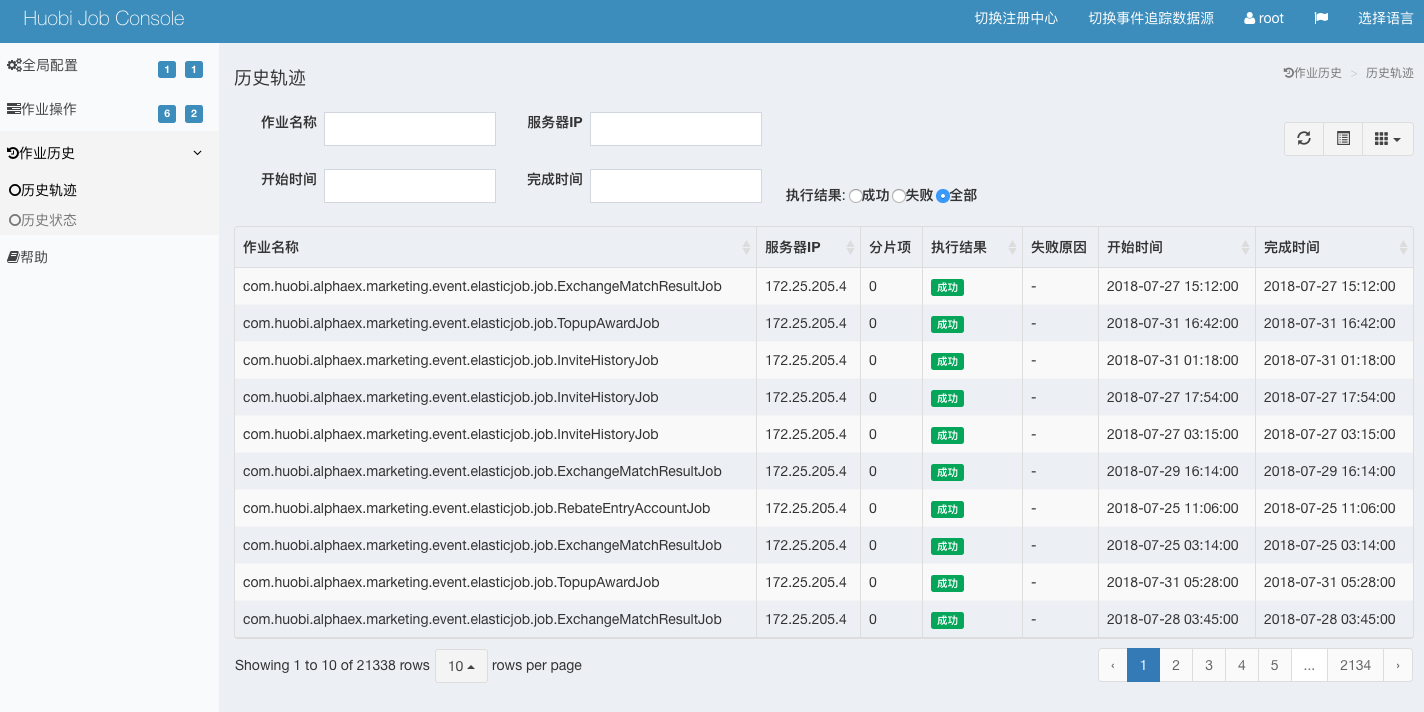 Huobi Job Console 切换注册中心 切换事件追踪数据源 root 选择语言
全局配置 1 1
作业操作 6 2
作业历史
历史轨迹
历史状态
帮助
历史轨迹 作业历史 > 历史轨迹
作业名称 服务器IP
开始时间 完成时间 执行结果: 成功 失败 全部
作业名称 服务器IP 分片项 执行结果 失败原因 开始时间 完成时间
com.huobi.alphaex.marketing.event.elasticjob.job.ExchangeMatchResultJob 172.25.205.4 0 成功 - 2018-07-27 15:12:00 2018-07-27 15:12:00
com.huobi.alphaex.marketing.event.elasticjob.job.TopupAwardJob 172.25.205.4 0 成功 - 2018-07-31 16:42:00 2018-07-31 16:42:00
com.huobi.alphaex.marketing.event.elasticjob.job.InviteHistoryJob 172.25.205.4 0 成功 - 2018-07-31 01:18:00 2018-07-31 01:18:00
com.huobi.alphaex.marketing.event.elasticjob.job.InviteHistoryJob 172.25.205.4 0 成功 - 2018-07-27 17:54:00 2018-07-27 17:54:00
com.huobi.alphaex.marketing.event.elasticjob.job.InviteHistoryJob 172.25.205.4 0 成功 - 2018-07-27 03:15:00 2018-07-27 03:15:00
com.huobi.alphaex.marketing.event.elasticjob.job.ExchangeMatchResultJob 172.25.205.4 0 成功 - 2018-07-29 16:14:00 2018-07-29 16:14:00
com.huobi.alphaex.marketing.event.elasticjob.job.RebateEntryAccountJob 172.25.205.4 0 成功 - 2018-07-25 11:06:00 2018-07-25 11:06:00
com.huobi.alphaex.marketing.event.elasticjob.job.ExchangeMatchResultJob 172.25.205.4 0 成功 - 2018-07-25 03:14:00 2018-07-25 03:14:00
com.huobi.alphaex.marketing.event.elasticjob.job.TopupAwardJob 172.25.205.4 0 成功 - 2018-07-31 05:28:00 2018-07-31 05:28:00
com.huobi.alphaex.marketing.event.elasticjob.job.ExchangeMatchResultJob 172.25.205.4 0 成功 - 2018-07-28 03:45:00 2018-07-28 03:45:00
Showing 1 to 10 of 21338 rows 10 rows per page ‹ 1 2 3 4 5 ... 2134 ›